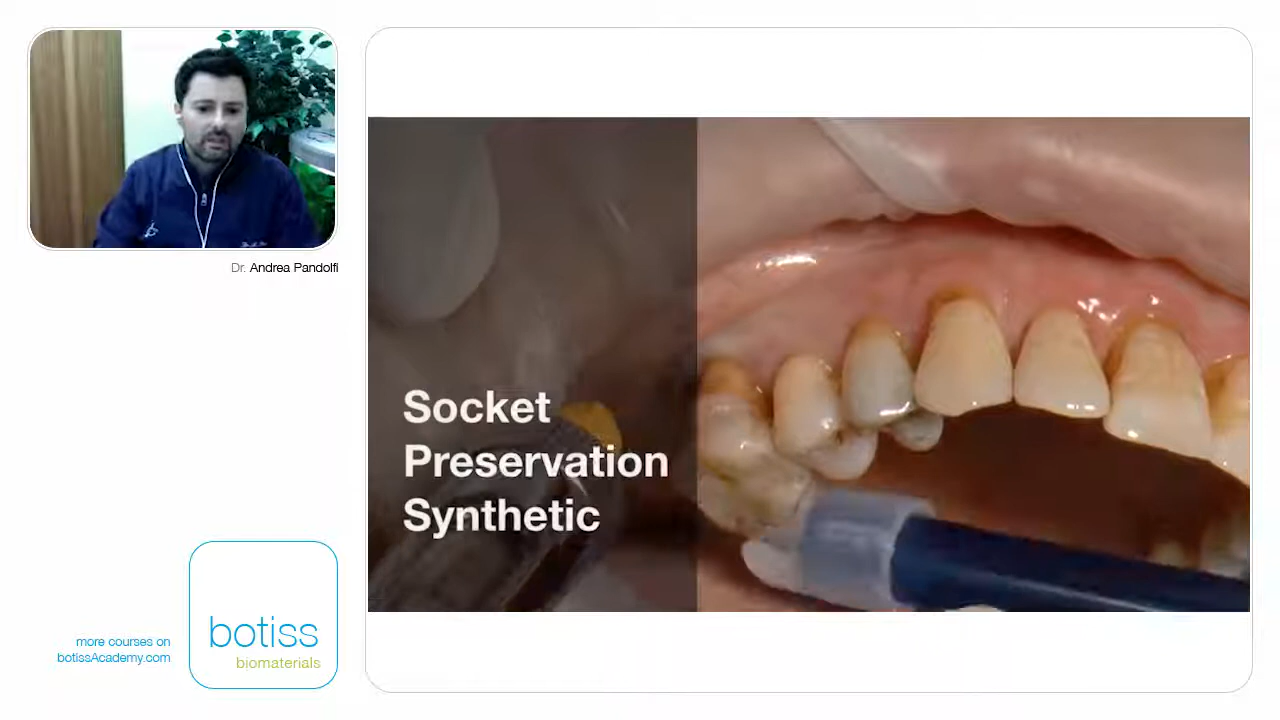 Dr. Andrea Pandolfi
Socket
Preservation
Synthetic
more courses on
botissAcademy.com
botiss
biomaterials